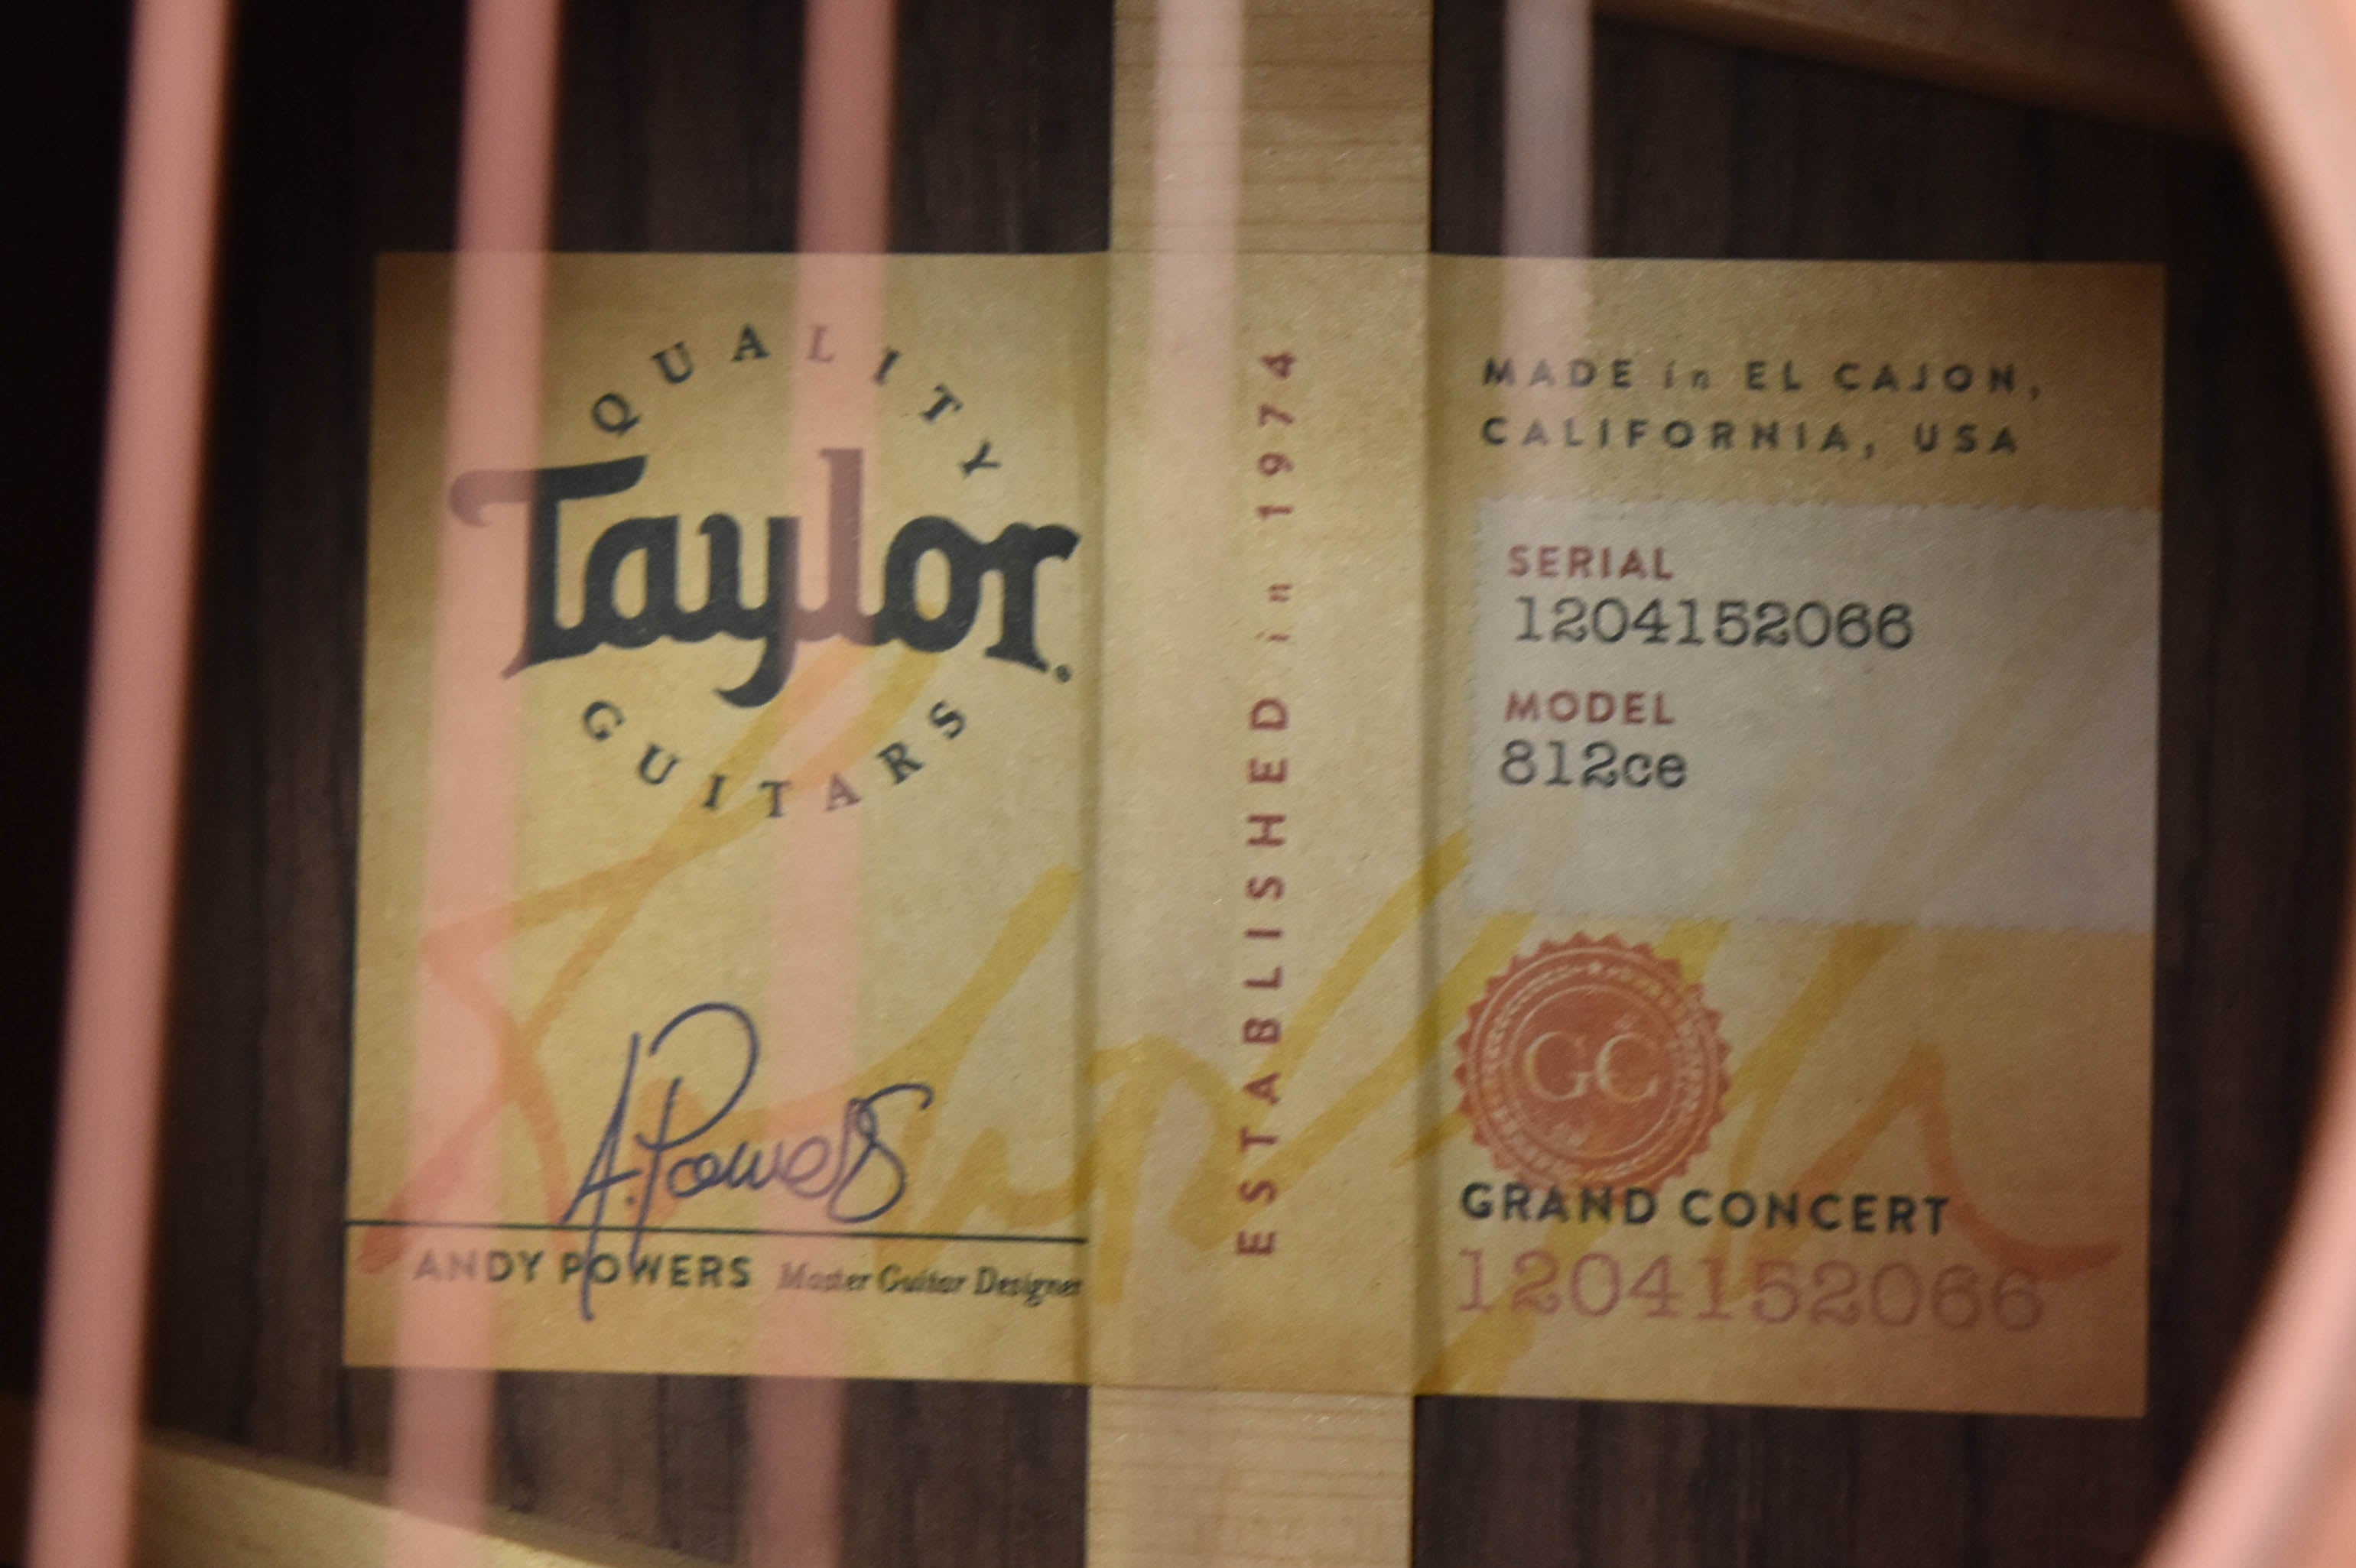 QUALITY
Taylor
GUITARS
A. Powers
ANDY POWERS Master Guitar Designer
ESTABLISHED in 1974
MADE in EL CAJON,
CALIFORNIA, USA
SERIAL
1204152066
MODEL
812ce
GC
GRAND CONCERT
1204152066